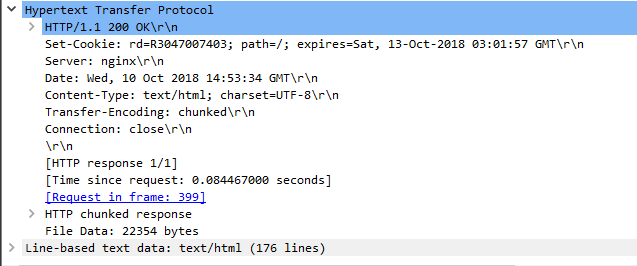 Hypertext Transfer Protocol
HTTP/1.1 200 OK\r\n
Set-Cookie: rd=R3047007403; path=/; expires=Sat, 13-Oct-2018 03:01:57 GMT\r\n
Server: nginx\r\n
Date: Wed, 10 Oct 2018 14:53:34 GMT\r\n
Content-Type: text/html; charset=UTF-8\r\n
Transfer-Encoding: chunked\r\n
Connection: close\r\n
\r\n
[HTTP response 1/1]
[Time since request: 0.084467000 seconds]
[Request in frame: 399]
HTTP chunked response
File Data: 22354 bytes
Line-based text data: text/html (176 lines)